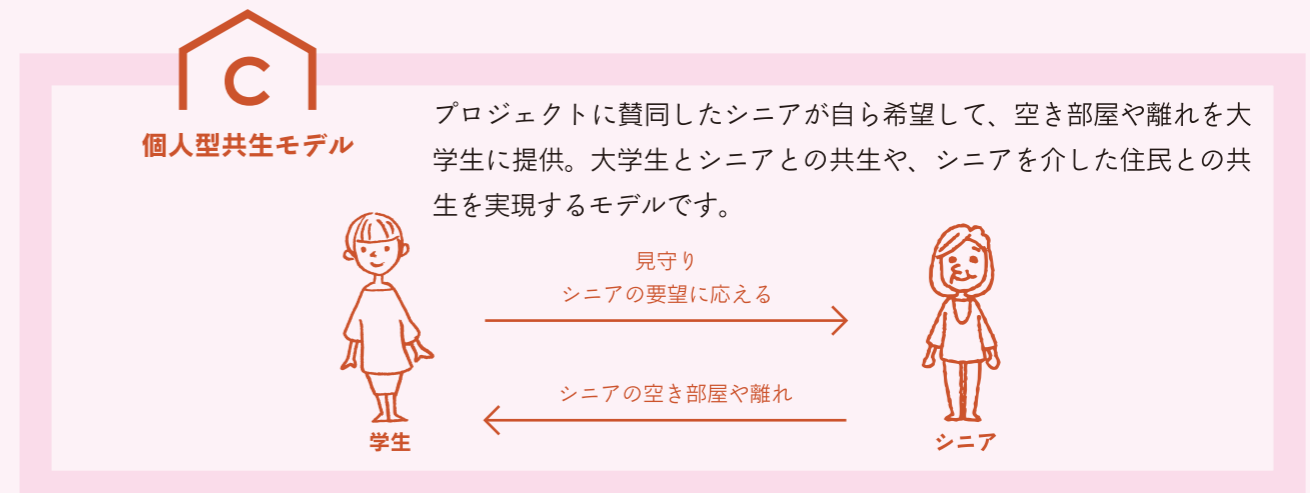 C
個人型共生モデル
プロジェクトに賛同したシニアが自ら希望して、空き部屋や離れを大
学生に提供。大学生とシニアとの共生や、シニアを介した住民との共
生を実現するモデルです。
見守り
シニアの要望に応える
シニアの空き部屋や離れ
学生
シニア